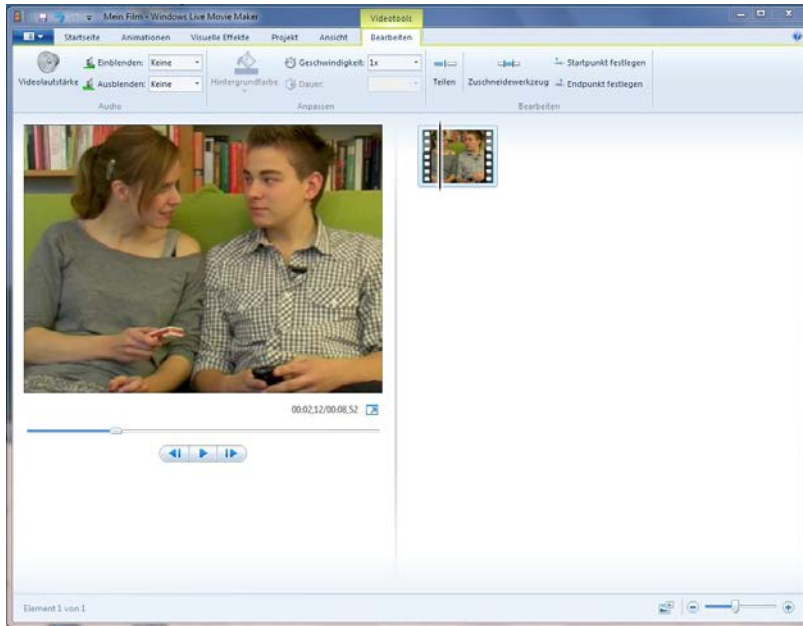 Mein Film - Windows Live Movie Maker
Videotools
Startseite Animationen Visuelle Effekte Projekt Ansicht Bearbeiten
Videolautstärke
Einblenden: Keine
Ausblenden: Keine
Audio
Hintergrundfarbe
Geschwindigkeit: 1x
Dauer:
Anpassen
Teilen
Zuschneidewerkzeug
Startpunkt festlegen
Endpunkt festlegen
Bearbeiten
00:02,12/00:08,52
Element 1 von 1